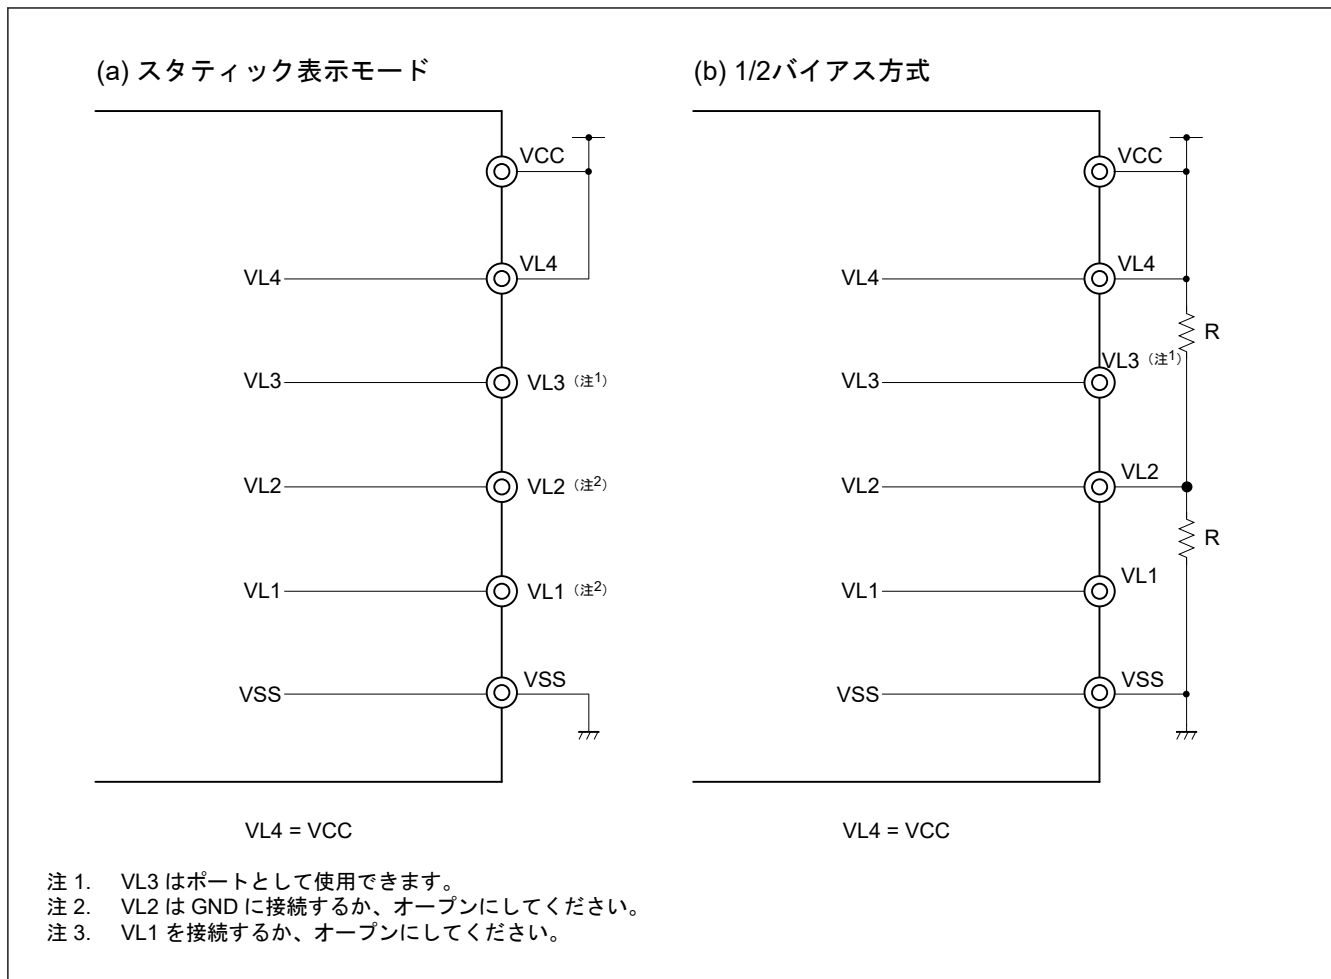 (a) スタティック表示モード
VCC
VL4 VL4
VL3 VL3（注1）
VL2 VL2（注2）
VL1 VL1（注2）
VSS VSS
VL4 = VCC
(b) 1/2バイアス方式
VCC
VL4 VL4
R
VL3 VL3（注1）
VL2 VL2
R
VL1 VL1
VSS VSS
VL4 = VCC
注 1. VL3 はポートとして使用できます。
注 2. VL2 は GND に接続するか、オープンにしてください。
注 3. VL1 を接続するか、オープンにしてください。